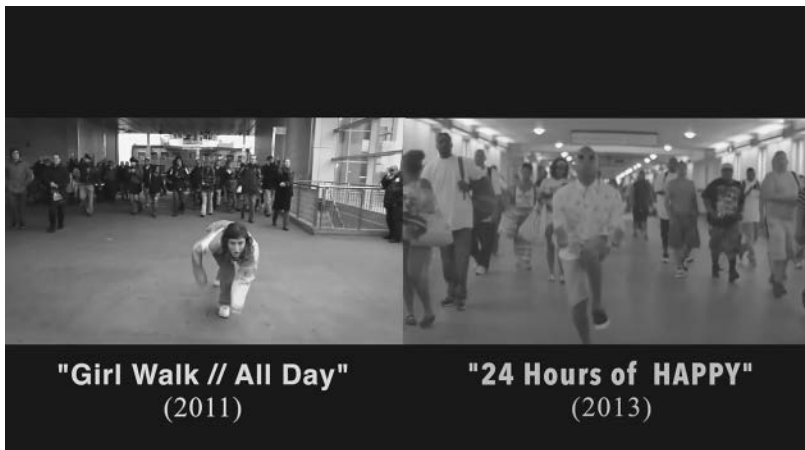 "Girl Walk // All Day"
(2011)
"24 Hours of HAPPY"
(2013)